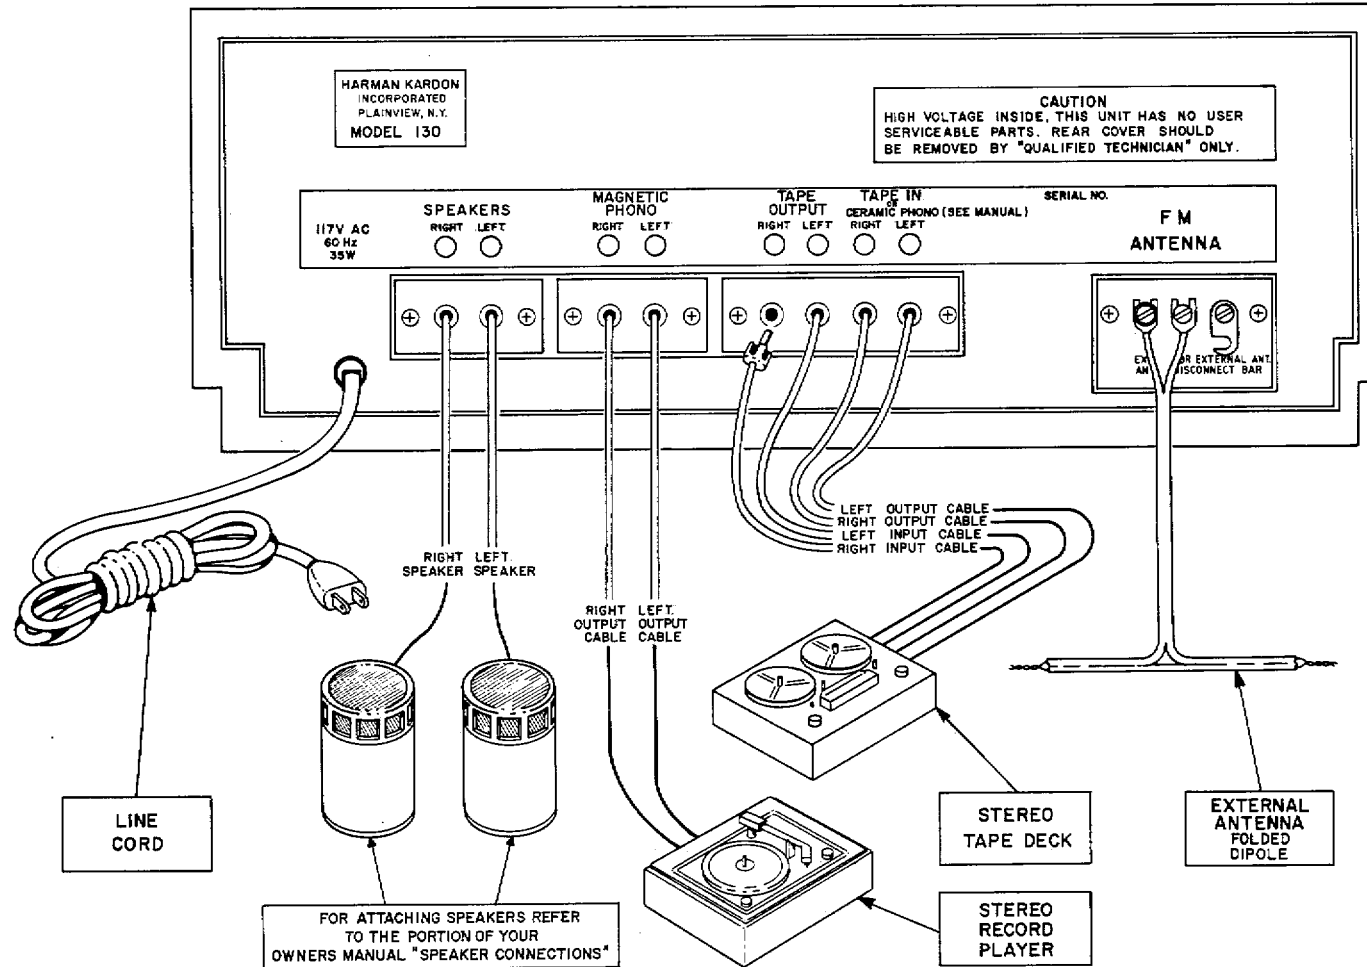 HARMAN KARDON
INCORPORATED
PLAINVIEW, N.Y.
MODEL 130
CAUTION
HIGH VOLTAGE INSIDE, THIS UNIT HAS NO USER
SERVICEABLE PARTS. REAR COVER SHOULD
BE REMOVED BY "QUALIFIED TECHNICIAN" ONLY.
117V AC
60 Hz
35W
SPEAKERS
RIGHT LEFT
MAGNETIC
PHONO
RIGHT LEFT
TAPE
OUTPUT
RIGHT LEFT
TAPE IN
OR
CERAMIC PHONO (SEE MANUAL)
RIGHT LEFT
SERIAL NO.
FM
ANTENNA
OR EXTERNAL ANT.
DISCONNECT BAR
LEFT OUTPUT CABLE
RIGHT OUTPUT CABLE
LEFT INPUT CABLE
RIGHT INPUT CABLE
RIGHT
SPEAKER
LEFT
SPEAKER
RIGHT
OUTPUT
CABLE
LEFT
OUTPUT
CABLE
LINE
CORD
FOR ATTACHING SPEAKERS REFER
TO THE PORTION OF YOUR
OWNERS MANUAL "SPEAKER CONNECTIONS"
STEREO
TAPE DECK
STEREO
RECORD
PLAYER
EXTERNAL
ANTENNA
FOLDED
DIPOLE